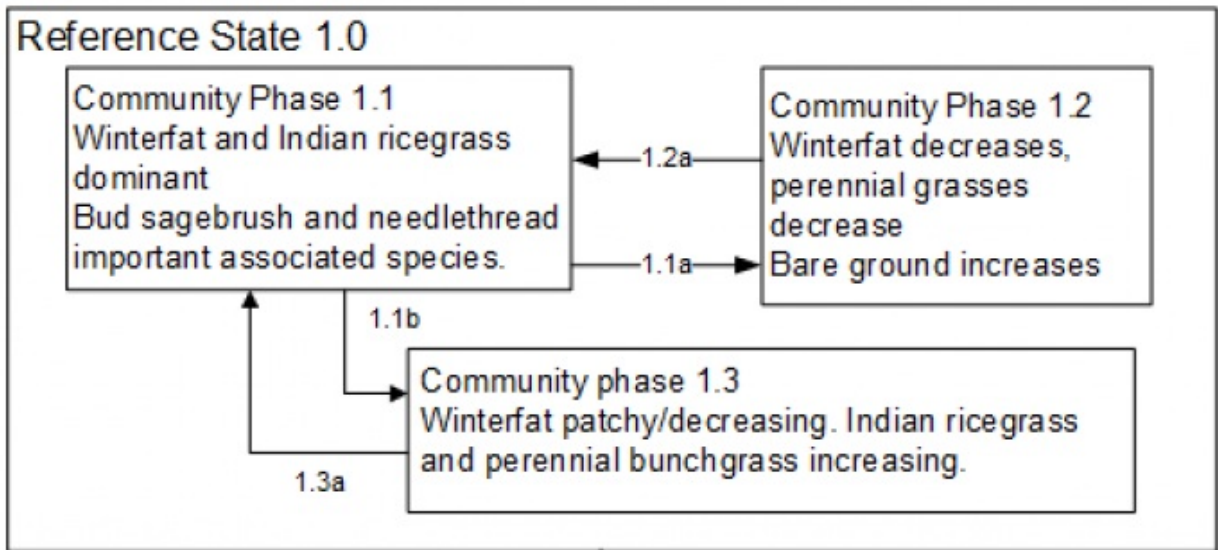 Reference State 1.0
Community Phase 1.1
Winterfat and Indian ricegrass
dominant
Bud sagebrush and needlethread
important associated species.
Community Phase 1.2
Winterfat decreases,
perennial grasses
decrease
Bare ground increases
1.2a
1.1a
1.1b
Community phase 1.3
Winterfat patchy/decreasing. Indian ricegrass
and perennial bunchgrass increasing.
1.3a